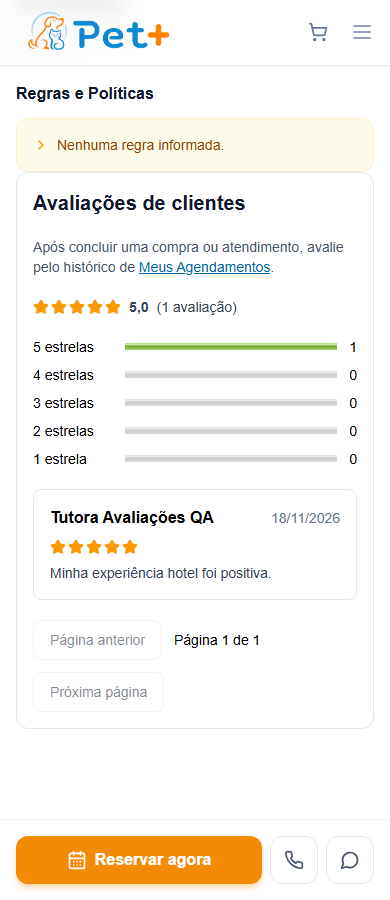 Pet+
Regras e Políticas
Nenhuma regra informada.
Avaliações de clientes
Após concluir uma compra ou atendimento, avalie
pelo histórico de Meus Agendamentos.
5,0 (1 avaliação)
5 estrelas 1
4 estrelas 0
3 estrelas 0
2 estrelas 0
1 estrela 0
Tutora Avaliações QA 18/11/2026
Minha experiência hotel foi positiva.
Página anterior Página 1 de 1
Próxima página
Reservar agora